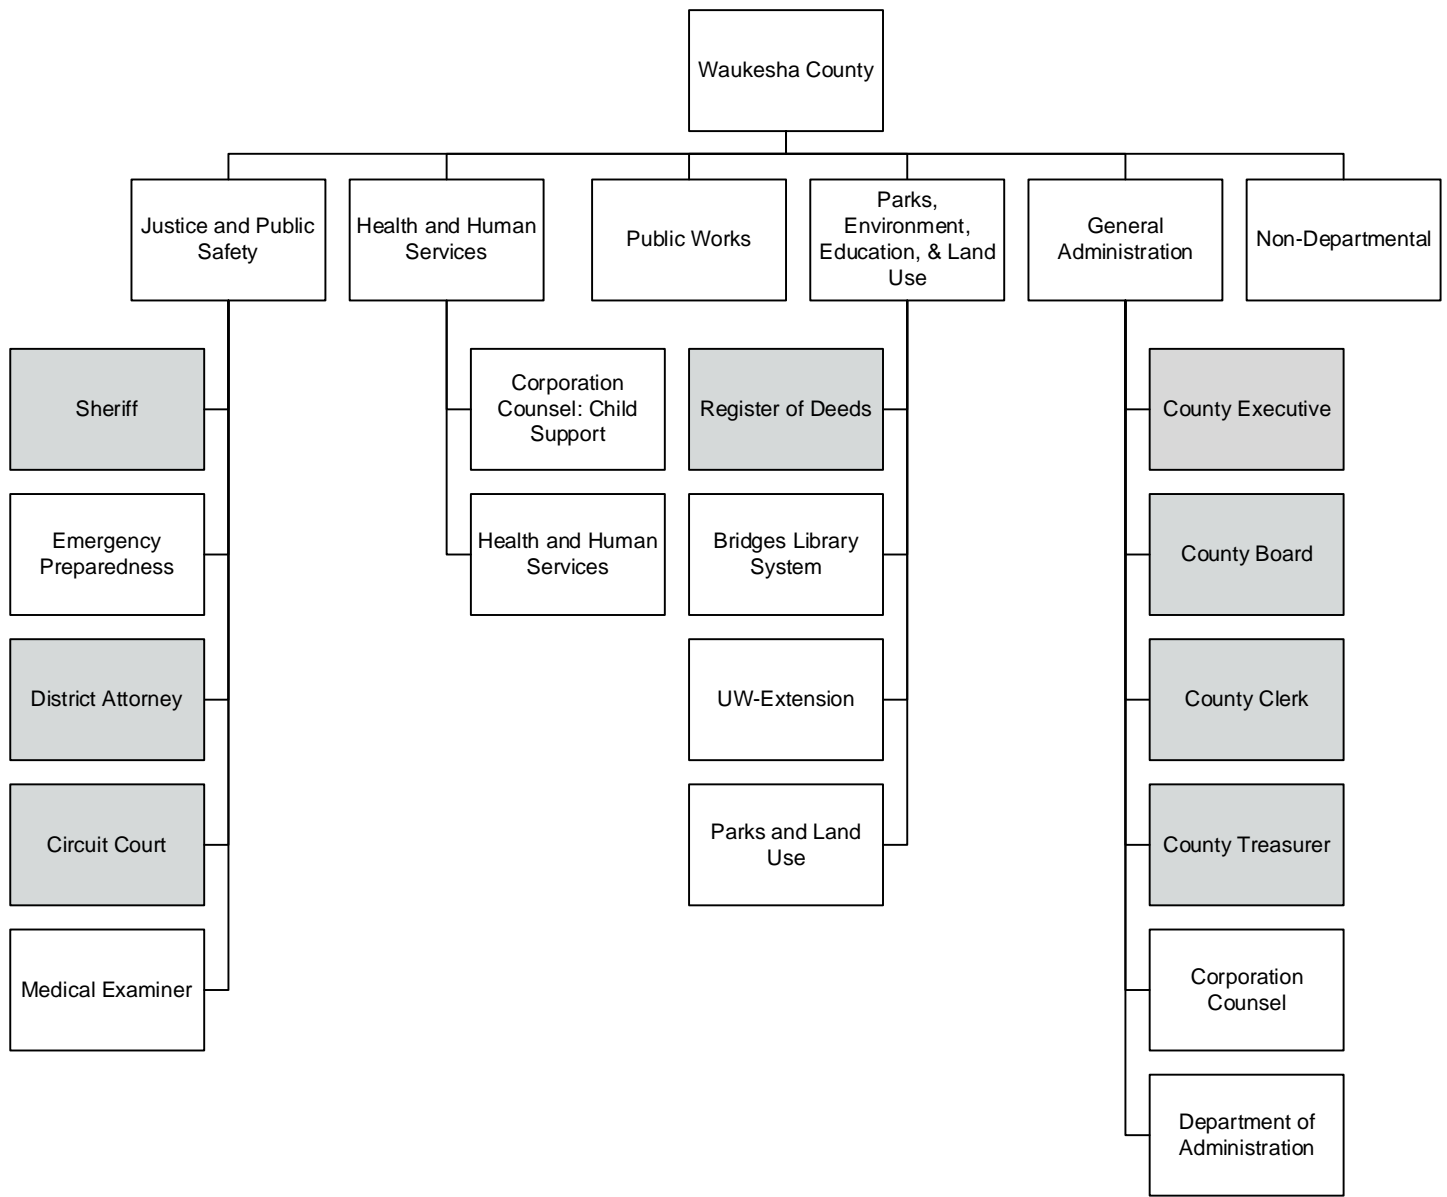 Waukesha County
Justice and Public
Safety
Health and Human
Services
Public Works
Parks,
Environment,
Education, & Land
Use
General
Administration
Non-Departmental
Sheriff
Emergency
Preparedness
District Attorney
Circuit Court
Medical Examiner
Corporation
Counsel: Child
Support
Health and Human
Services
Register of Deeds
Bridges Library
System
UW-Extension
Parks and Land
Use
County Executive
County Board
County Clerk
County Treasurer
Corporation
Counsel
Department of
Administration